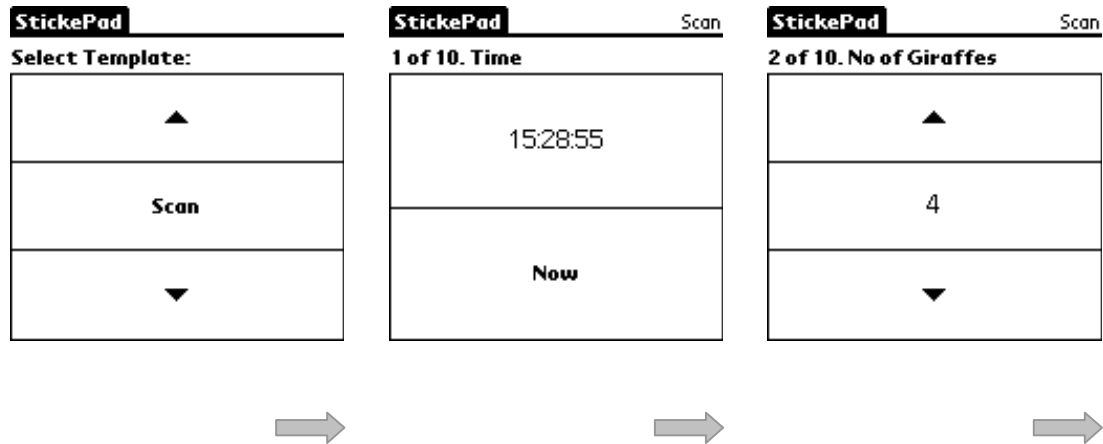 StickePad
Select Template:
Scan
StickePad Scan
1 of 10. Time
15:28:55
Now
StickePad Scan
2 of 10. No of Giraffes
4